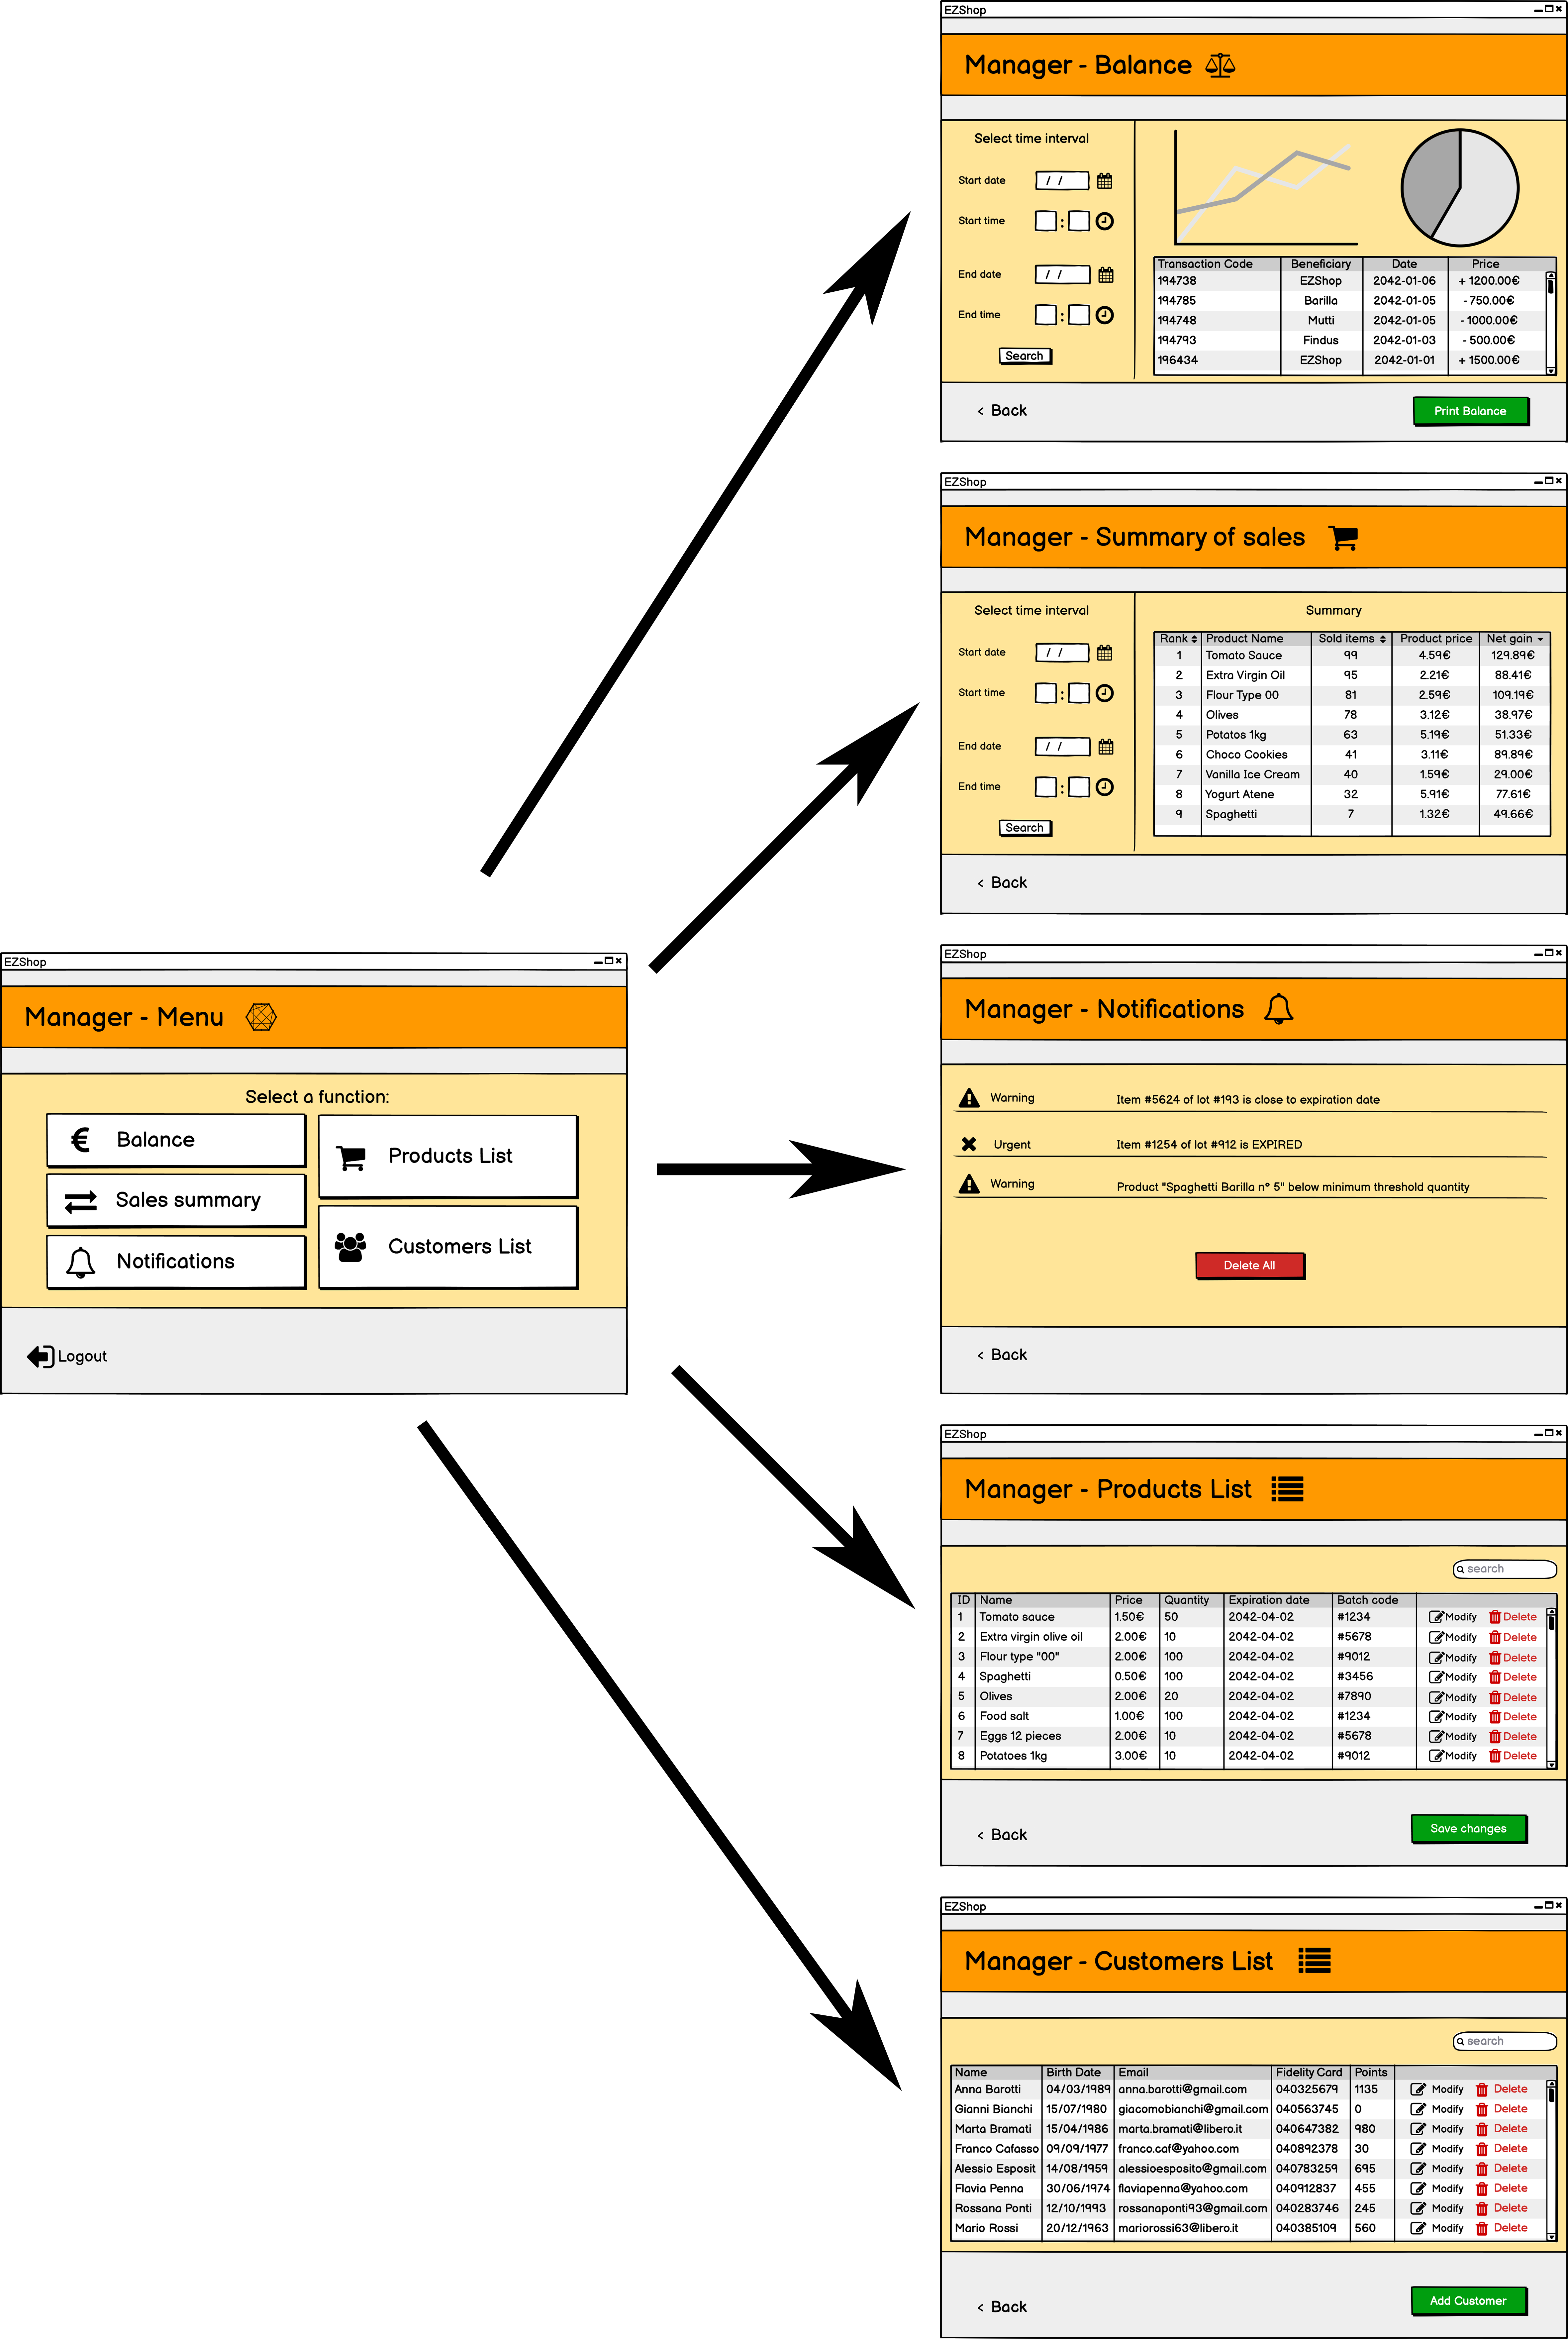 EZShop
Manager - Menu
Select a function:
€ Balance
Sales summary
Notifications
Products List
Customers List
Logout
EZShop
Manager - Balance
Select time interval
Start date / /
Start time :
End date / /
End time :
Search
Transaction Code Beneficiary Date Price
194738 EZShop 2042-01-06 + 1200.00€
194785 Barilla 2042-01-05 - 750.00€
194748 Mutti 2042-01-05 - 1000.00€
194793 Findus 2042-01-03 - 500.00€
196434 EZShop 2042-01-01 + 1500.00€
< Back
Print Balance
EZShop
Manager - Summary of sales
Select time interval
Start date / /
Start time :
End date / /
End time :
Search
Summary
Rank Product Name Sold items Product price Net gain
1 Tomato Sauce 99 4.59€ 129.89€
2 Extra Virgin Oil 95 2.21€ 88.41€
3 Flour Type 00 81 2.59€ 109.19€
4 Olives 78 3.12€ 38.97€
5 Potatos 1kg 63 5.19€ 51.33€
6 Choco Cookies 41 3.11€ 89.89€
7 Vanilla Ice Cream 40 1.59€ 29.00€
8 Yogurt Atene 32 5.91€ 77.61€
9 Spaghetti 7 1.32€ 49.66€
< Back
EZShop
Manager - Notifications
Warning Item #5624 of lot #193 is close to expiration date
Urgent Item #1254 of lot #912 is EXPIRED
Warning Product "Spaghetti Barilla n° 5" below minimum threshold quantity
Delete All
< Back
EZShop
Manager - Products List
search
ID Name Price Quantity Expiration date Batch code
1 Tomato sauce 1.50€ 50 2042-04-02 #1234 Modify Delete
2 Extra virgin olive oil 2.00€ 10 2042-04-02 #5678 Modify Delete
3 Flour type "00" 2.00€ 100 2042-04-02 #9012 Modify Delete
4 Spaghetti 0.50€ 100 2042-04-02 #3456 Modify Delete
5 Olives 2.00€ 20 2042-04-02 #7890 Modify Delete
6 Food salt 1.00€ 100 2042-04-02 #1234 Modify Delete
7 Eggs 12 pieces 2.00€ 10 2042-04-02 #5678 Modify Delete
8 Potatoes 1kg 3.00€ 10 2042-04-02 #9012 Modify Delete
< Back
Save changes
EZShop
Manager - Customers List
search
Name Birth Date Email Fidelity Card Points
Anna Barotti 04/03/1989 anna.barotti@gmail.com 040325679 1135 Modify Delete
Gianni Bianchi 15/07/1980 giacomobianchi@gmail.com 040563745 0 Modify Delete
Marta Bramati 15/04/1986 marta.bramati@libero.it 040647382 980 Modify Delete
Franco Cafasso 09/09/1977 franco.caf@yahoo.com 040892378 30 Modify Delete
Alessio Esposit 14/08/1959 alessioesposito@gmail.com 040783259 695 Modify Delete
Flavia Penna 30/06/1974 flaviapenna@yahoo.com 040912837 455 Modify Delete
Rossana Ponti 12/10/1993 rossanaponti93@gmail.com 040283746 245 Modify Delete
Mario Rossi 20/12/1963 mariorossi63@libero.it 040385109 560 Modify Delete
< Back
Add Customer